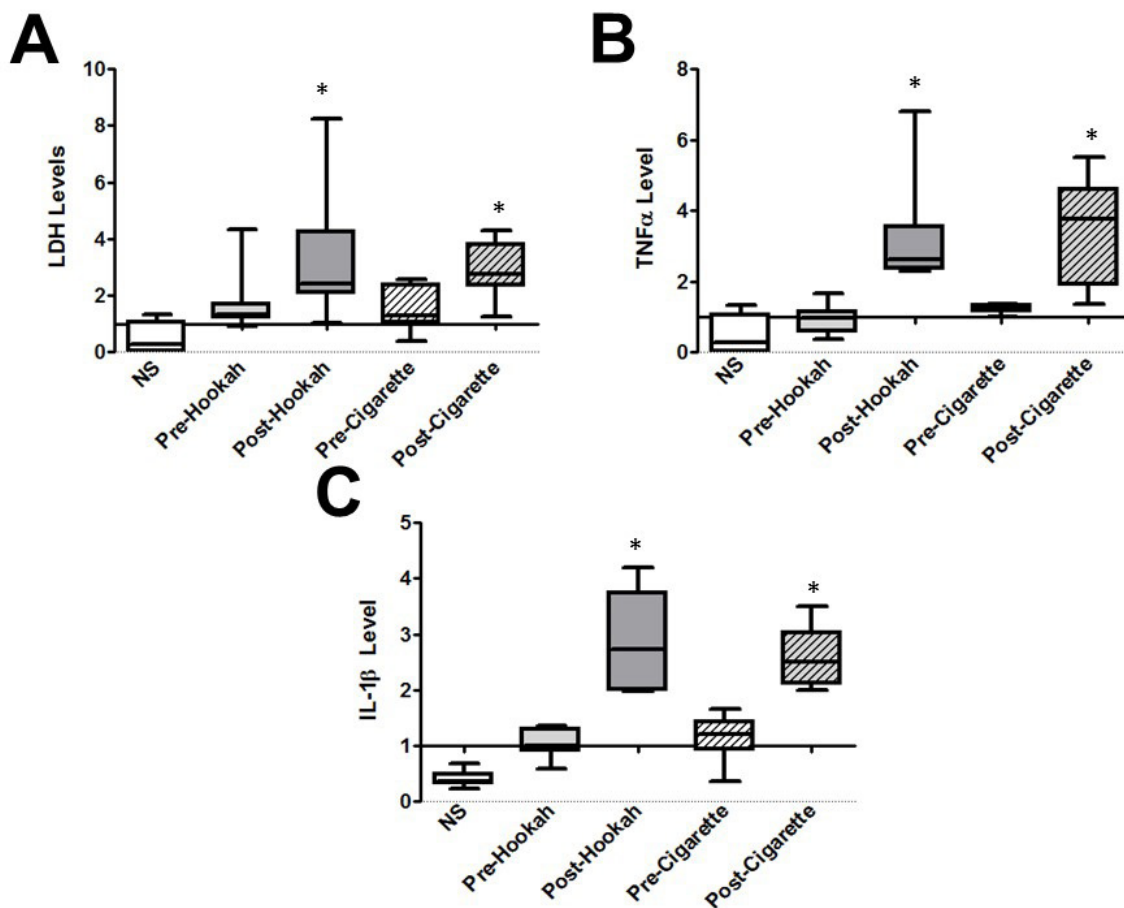 A
LDH Levels
10
8
6
4
2
0
*
*
NS
Pre-Hookah
Post-Hookah
Pre-Cigarette
Post-Cigarette
B
TNFα Level
8
6
4
2
0
*
*
NS
Pre-Hookah
Post-Hookah
Pre-Cigarette
Post-Cigarette
C
IL-1β Level
5
4
3
2
1
0
*
*
NS
Pre-Hookah
Post-Hookah
Pre-Cigarette
Post-Cigarette